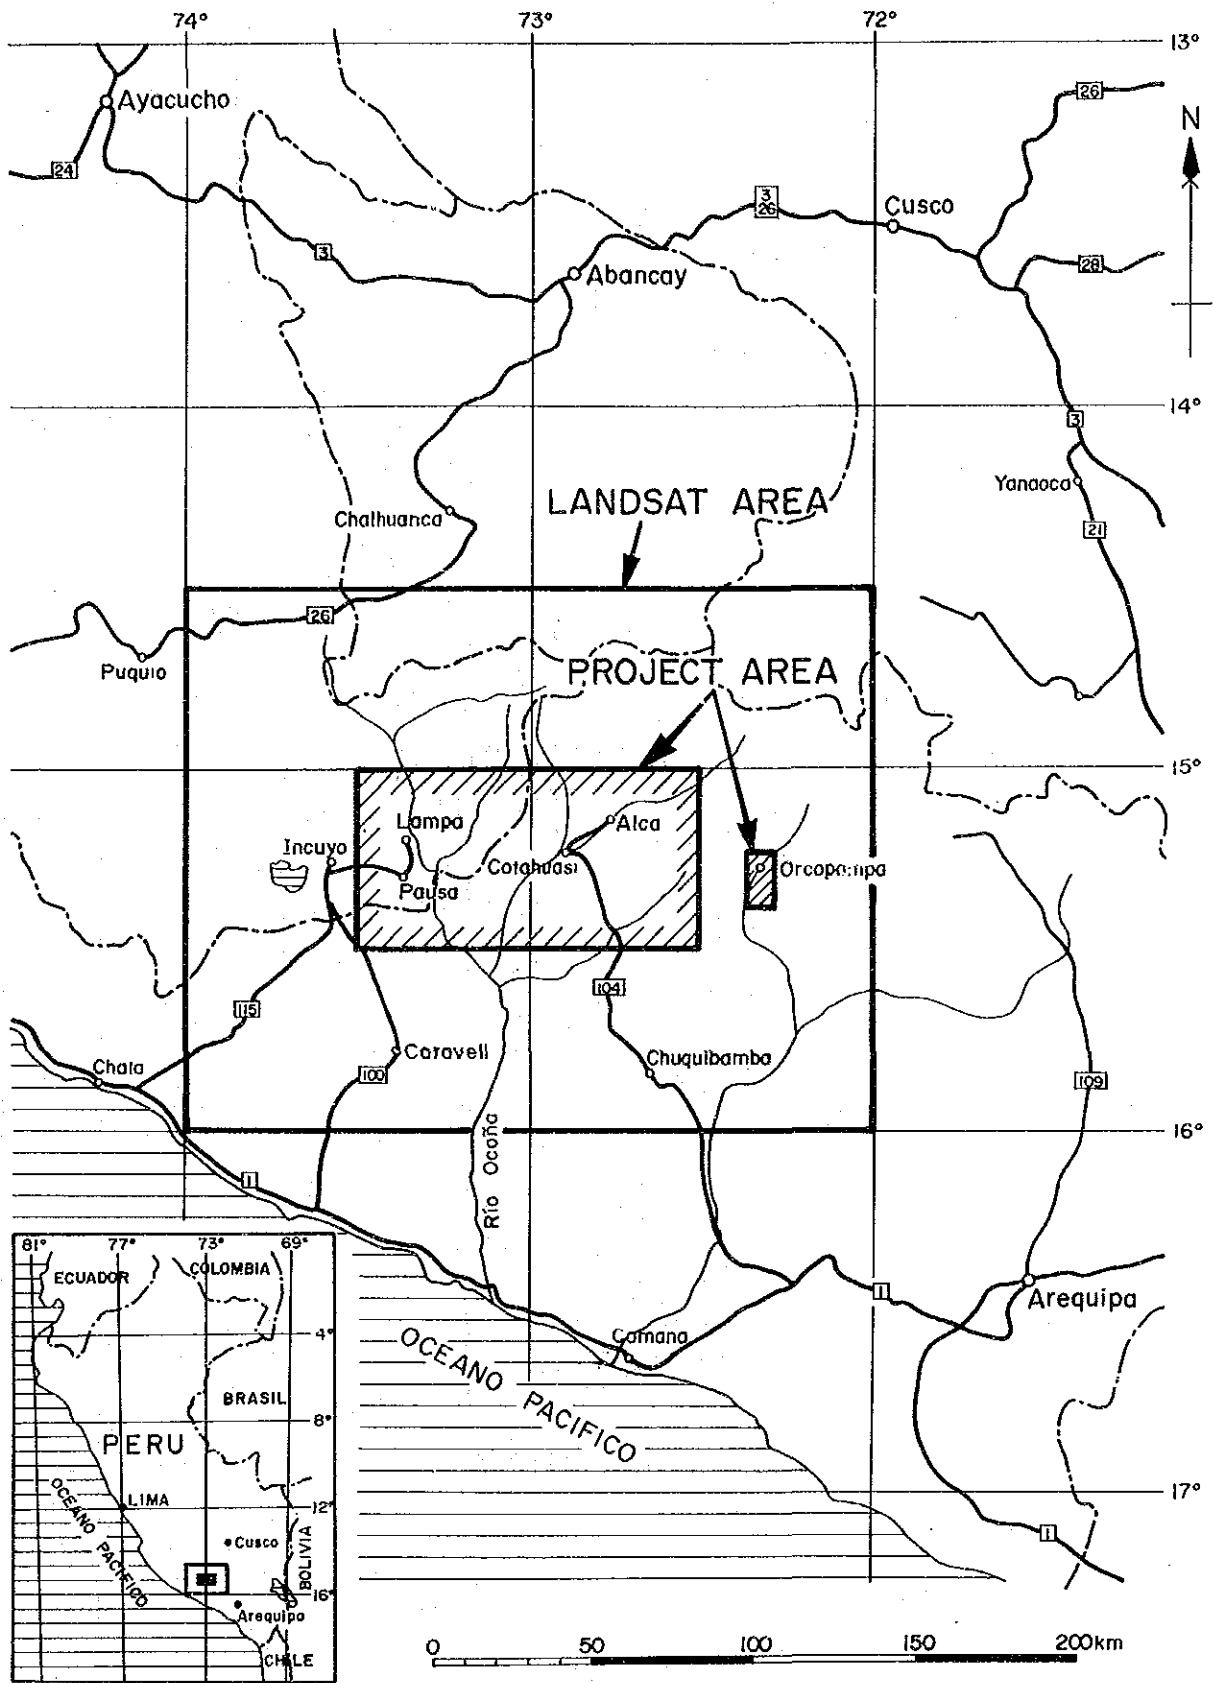 74°
73°
72°
13°
Ayacucho
26
N
24
3
26
Cusco
3
28
Abancay
14°
3
Yanaoca
LANDSAT AREA
Chalhuanca
21
26
Puquio
PROJECT AREA
15°
Lampa
Alca
Incuyo
Cotahuasi
Orcopampa
Pausa
104
115
Caravelí
Chuquibamba
Chala
100
109
16°
Río Ocoña
1
1
Arequipa
Camana
OCEANO PACIFICO
17°
1
81°
77°
73°
69°
ECUADOR
COLOMBIA
4°
BRASIL
8°
PERU
LIMA
12°
OCEANO PACIFICO
Cusco
BOLIVIA
16°
Arequipa
CHILE
0
50
100
150
200km